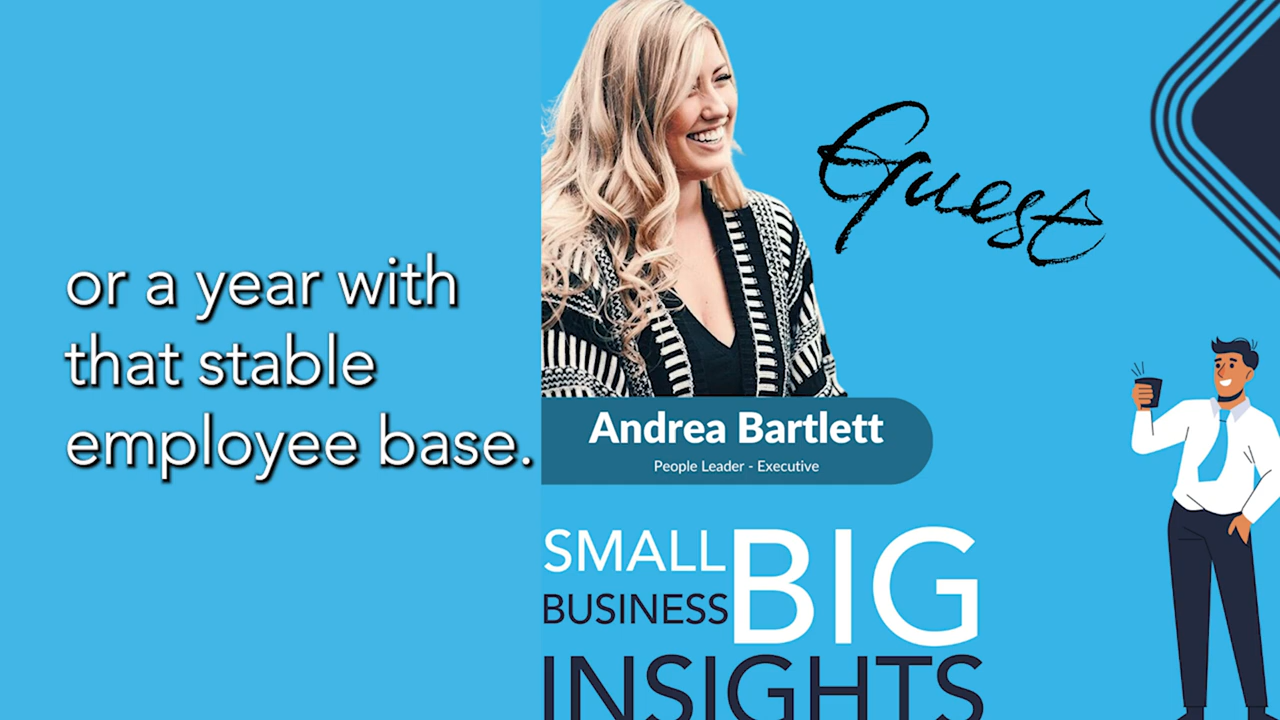 or a year with
that stable
employee base.
Guest
Andrea Bartlett
People Leader - Executive
SMALL
BUSINESS
BIG
INSIGHTS